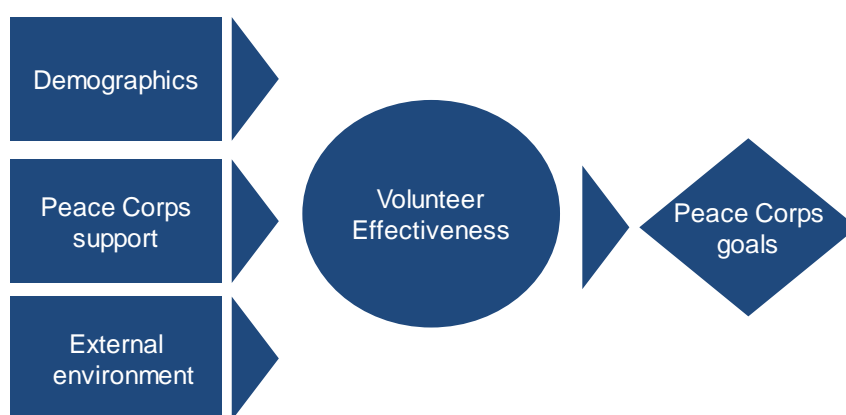 Demographics
Peace Corps
support
External
environment
Volunteer
Effectiveness
Peace Corps
goals